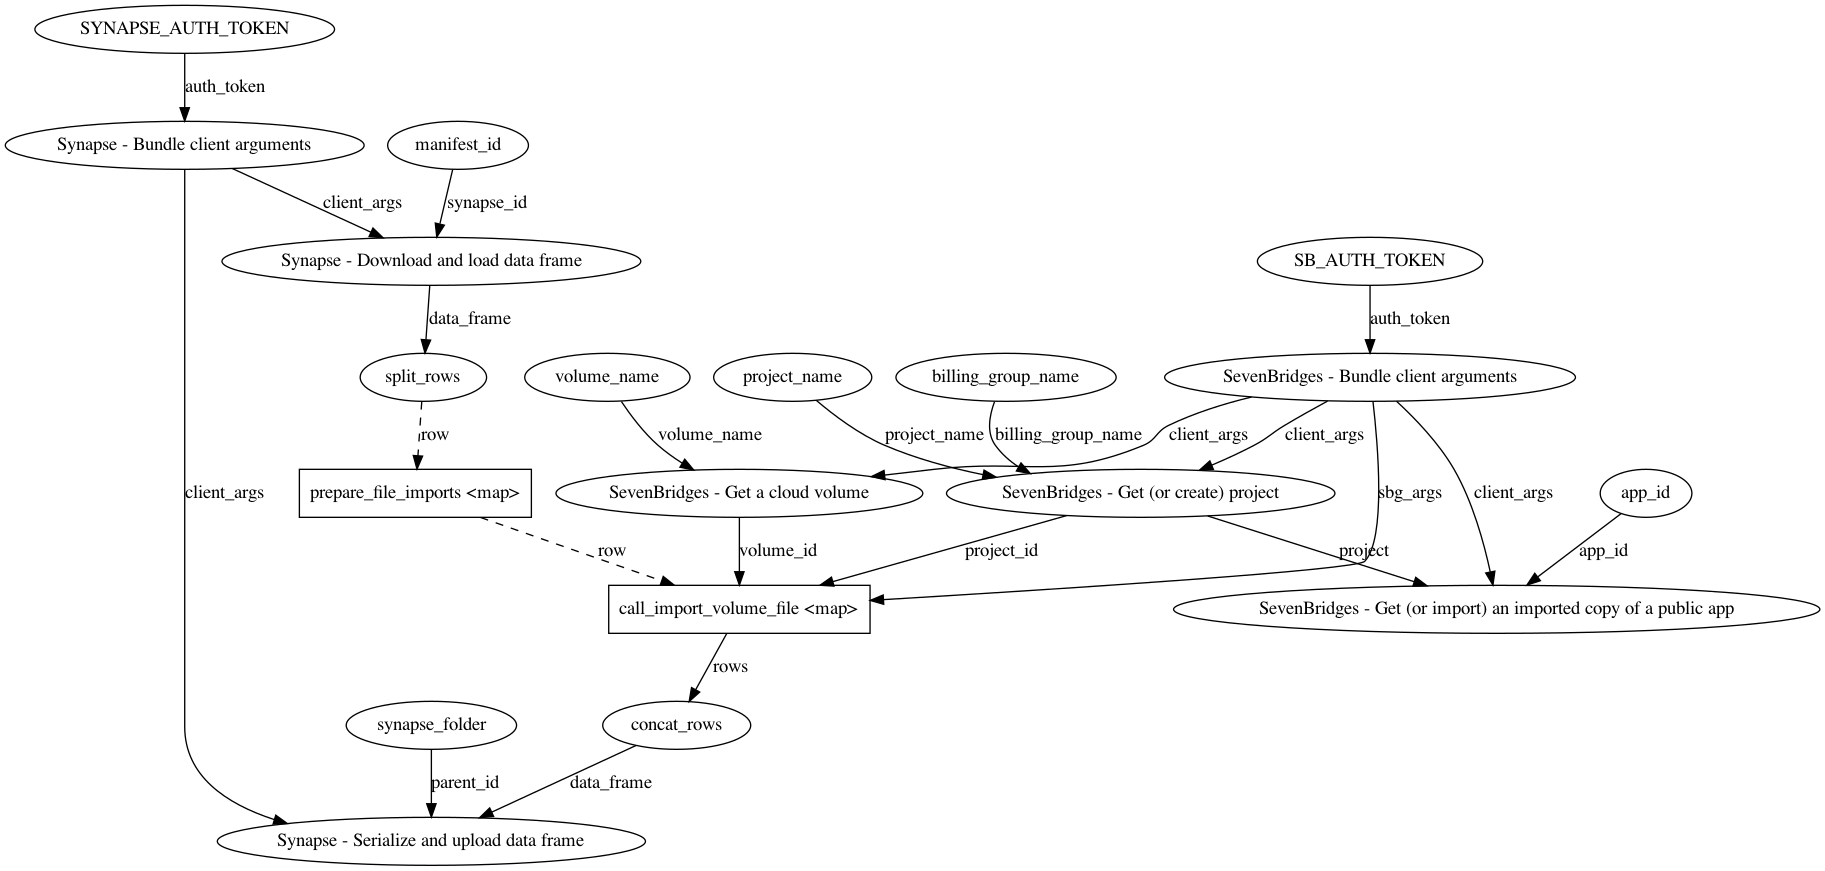 SYNAPSE_AUTH_TOKEN
auth_token
Synapse - Bundle client arguments
manifest_id
client_args
synapse_id
Synapse - Download and load data frame
SB_AUTH_TOKEN
data_frame
auth_token
split_rows
volume_name
project_name
billing_group_name
SevenBridges - Bundle client arguments
row
volume_name
project_name
billing_group_name
client_args
client_args
client_args
prepare_file_imports <map>
SevenBridges - Get a cloud volume
SevenBridges - Get (or create) project
sbg_args
client_args
app_id
row
volume_id
project_id
project
app_id
call_import_volume_file <map>
SevenBridges - Get (or import) an imported copy of a public app
rows
synapse_folder
concat_rows
parent_id
data_frame
Synapse - Serialize and upload data frame